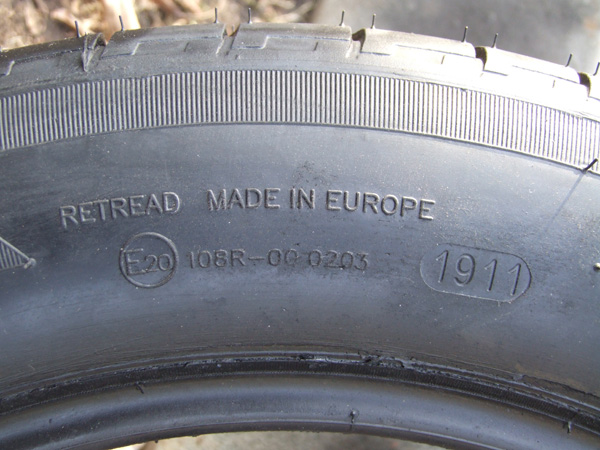 RETREAD MADE IN EUROPE
E20 108R-00 0203 1911